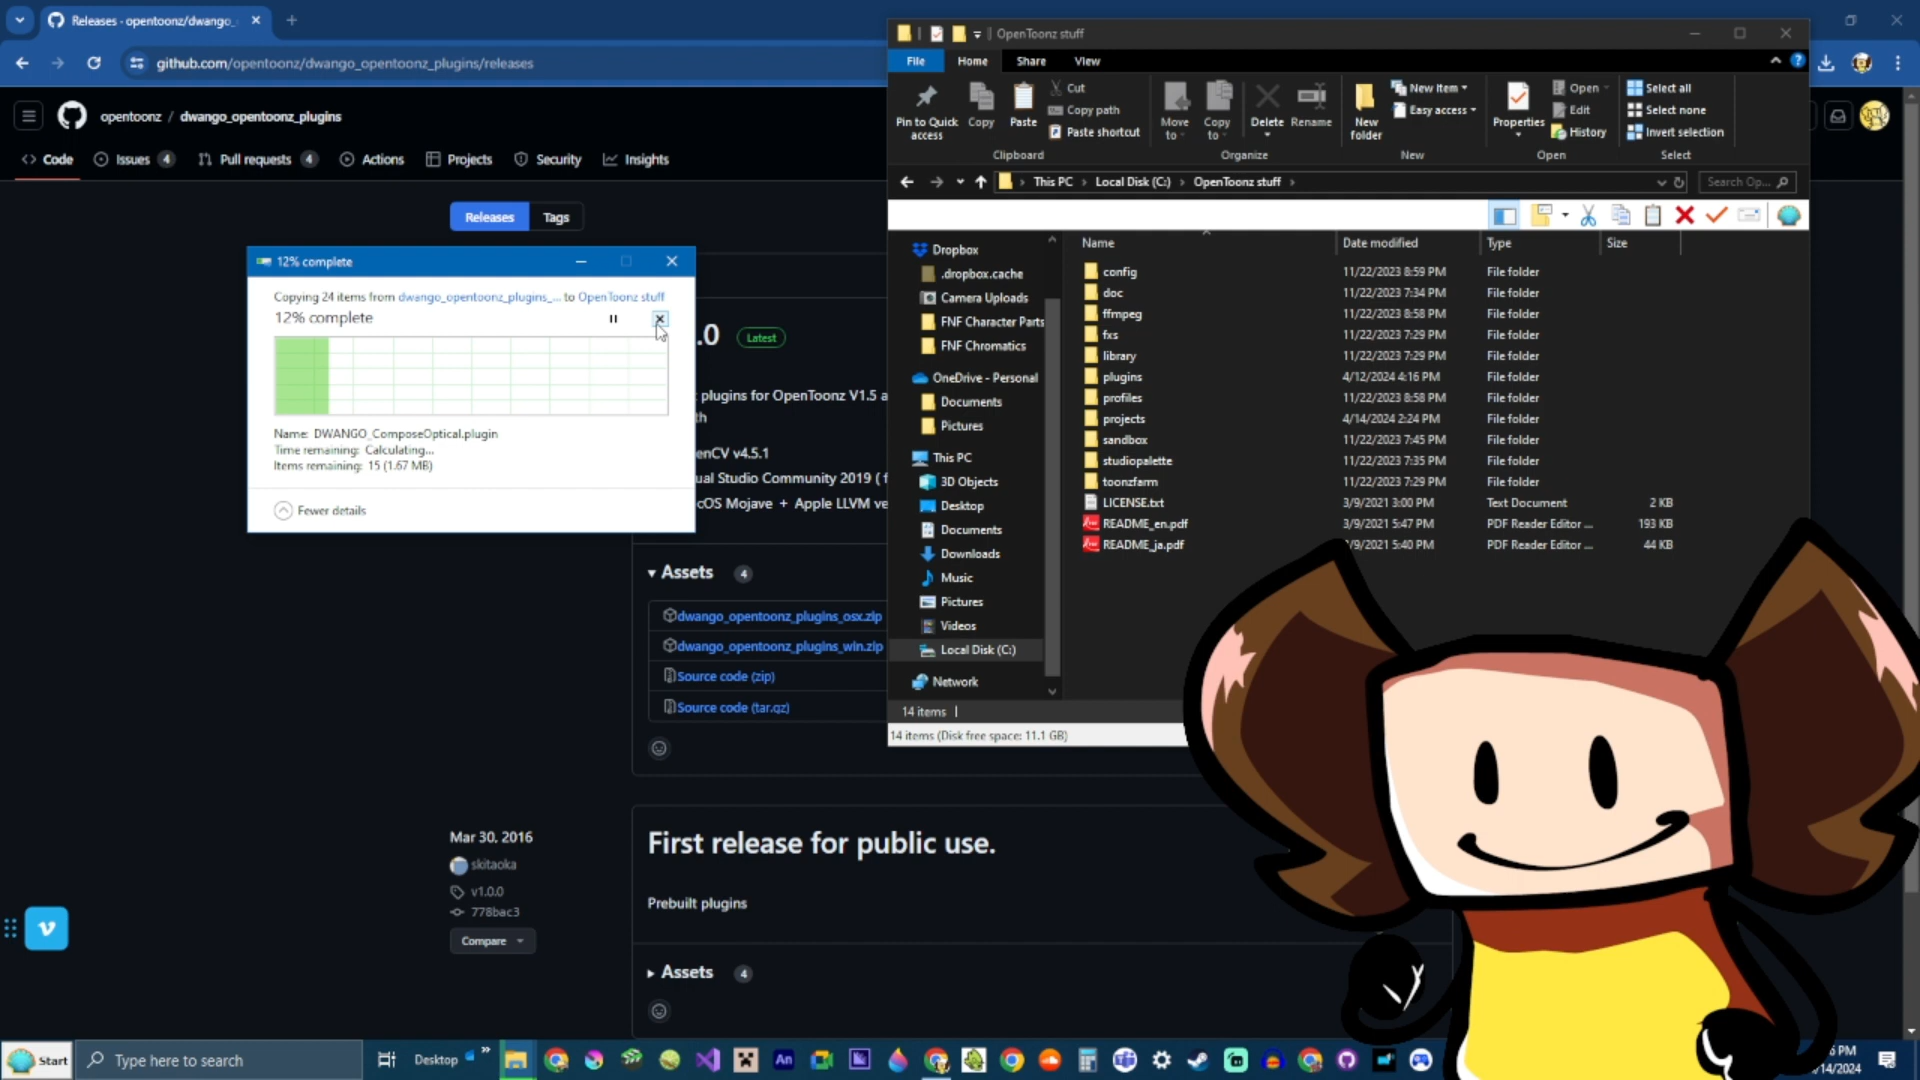 Releases · opentoonz/dwango_
github.com/opentoonz/dwango_opentoonz_plugins/releases
opentoonz / dwango_opentoonz_plugins
Code Issues 4 Pull requests 4 Actions Projects Security Insights
Releases Tags
12% complete
Copying 24 items from dwango_opentoonz_plugins_... to OpenToonz stuff
12% complete
Name: DWANGO_ComposeOptical.plugin
Time remaining: Calculating...
Items remaining: 15 (1.67 MB)
Fewer details
.0 Latest
plugins for OpenToonz V1.5 a
th
enCV v4.5.1
ual Studio Community 2019 ( f
cOS Mojave + Apple LLVM ve
Assets 4
dwango_opentoonz_plugins_osx.zip
dwango_opentoonz_plugins_win.zip
Source code (zip)
Source code (tar.gz)
Mar 30, 2016
skitaoka
v1.0.0
778bac3
Compare
First release for public use.
Prebuilt plugins
Assets 4
OpenToonz stuff
File Home Share View
Pin to Quick access
Copy
Paste
Cut
Copy path
Paste shortcut
Clipboard
Move to
Copy to
Delete
Rename
Organize
New folder
New item
Easy access
New
Properties
Open
Edit
History
Open
Select all
Select none
Invert selection
Select
This PC › Local Disk (C:) › OpenToonz stuff ›
Search Op...
Dropbox
.dropbox.cache
Camera Uploads
FNF Character Parts
FNF Chromatics
OneDrive - Personal
Documents
Pictures
This PC
3D Objects
Desktop
Documents
Downloads
Music
Pictures
Videos
Local Disk (C:)
Network
Name Date modified Type Size
config 11/22/2023 8:59 PM File folder
doc 11/22/2023 7:34 PM File folder
ffmpeg 11/22/2023 8:58 PM File folder
fxs 11/22/2023 7:29 PM File folder
library 11/22/2023 7:29 PM File folder
plugins 4/12/2024 4:16 PM File folder
profiles 11/22/2023 8:58 PM File folder
projects 4/14/2024 2:24 PM File folder
sandbox 11/22/2023 7:45 PM File folder
studiopalette 11/22/2023 7:35 PM File folder
toonzfarm 11/22/2023 7:29 PM File folder
LICENSE.txt 3/9/2021 3:00 PM Text Document 2 KB
README_en.pdf 3/9/2021 5:47 PM PDF Reader Editor ... 193 KB
README_ja.pdf /9/2021 5:40 PM PDF Reader Editor ... 44 KB
14 items
14 items (Disk free space: 11.1 GB)
Start Type here to search Desktop »
An
PM
/14/2024